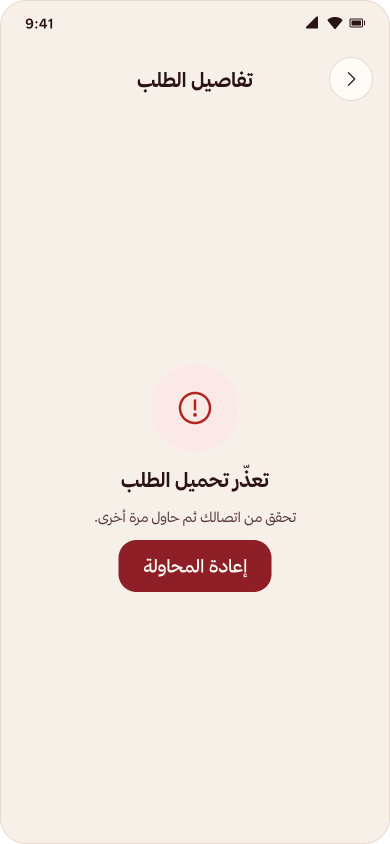 9:41
تفاصيل الطلب
تعذّر تحميل الطلب
تحقق من اتصالك ثم حاول مرة أخرى.
إعادة المحاولة